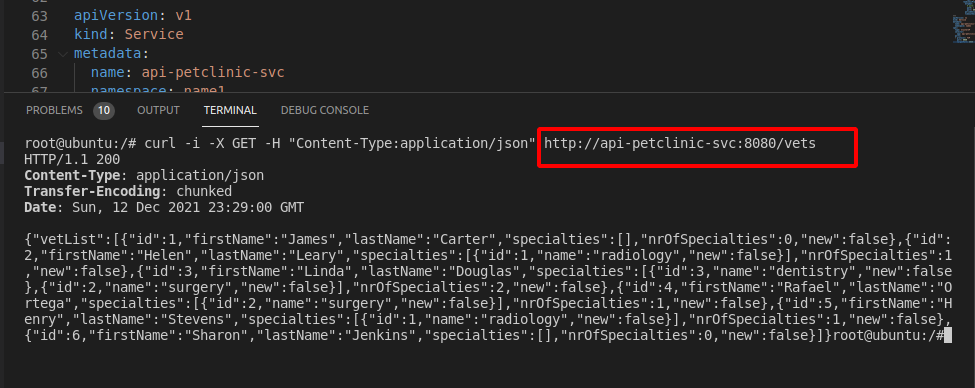 63 apiVersion: v1
64 kind: Service
65 metadata:
66 name: api-petclinic-svc
67 namespace: name1
PROBLEMS 10 OUTPUT TERMINAL DEBUG CONSOLE
root@ubuntu:/# curl -i -X GET -H "Content-Type:application/json" http://api-petclinic-svc:8080/vets
HTTP/1.1 200
Content-Type: application/json
Transfer-Encoding: chunked
Date: Sun, 12 Dec 2021 23:29:00 GMT
{"vetList":[{"id":1,"firstName":"James","lastName":"Carter","specialties":[],"nrOfSpecialties":0,"new":false},{"id":
2,"firstName":"Helen","lastName":"Leary","specialties":[{"id":1,"name":"radiology","new":false}],"nrOfSpecialties":1
,"new":false},{"id":3,"firstName":"Linda","lastName":"Douglas","specialties":[{"id":3,"name":"dentistry","new":false
},{"id":2,"name":"surgery","new":false}],"nrOfSpecialties":2,"new":false},{"id":4,"firstName":"Rafael","lastName":"O
rtega","specialties":[{"id":2,"name":"surgery","new":false}],"nrOfSpecialties":1,"new":false},{"id":5,"firstName":"H
enry","lastName":"Stevens","specialties":[{"id":1,"name":"radiology","new":false}],"nrOfSpecialties":1,"new":false},
{"id":6,"firstName":"Sharon","lastName":"Jenkins","specialties":[],"nrOfSpecialties":0,"new":false}]}root@ubuntu:/#